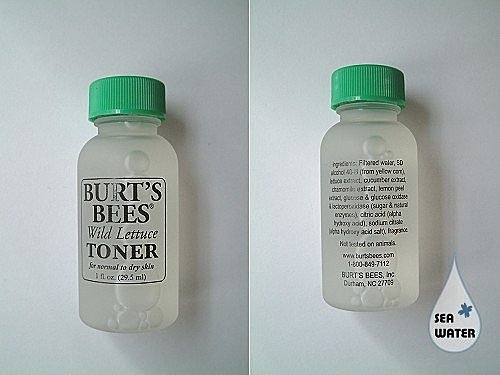 BURT'S
BEES®
Wild Lettuce
TONER
for normal to dry skin
1 fl. oz. (29.5 ml)
Ingredients: Filtered water, SD
alcohol 40-B (from yellow corn),
lettuce extract, cucumber extract,
chamomile extract, lemon peel
extract, glucose & glucose oxidase
& lactoperoxidase (sugar & natural
enzymes), citric acid (alpha
hydroxy acid), sodium citrate
(alpha hydroxy acid salt), fragrance.
Not tested on animals.
www.burtsbees.com
1-800-849-7112
BURT'S BEES, Inc.
Durham, NC 27709
SEA
WATER